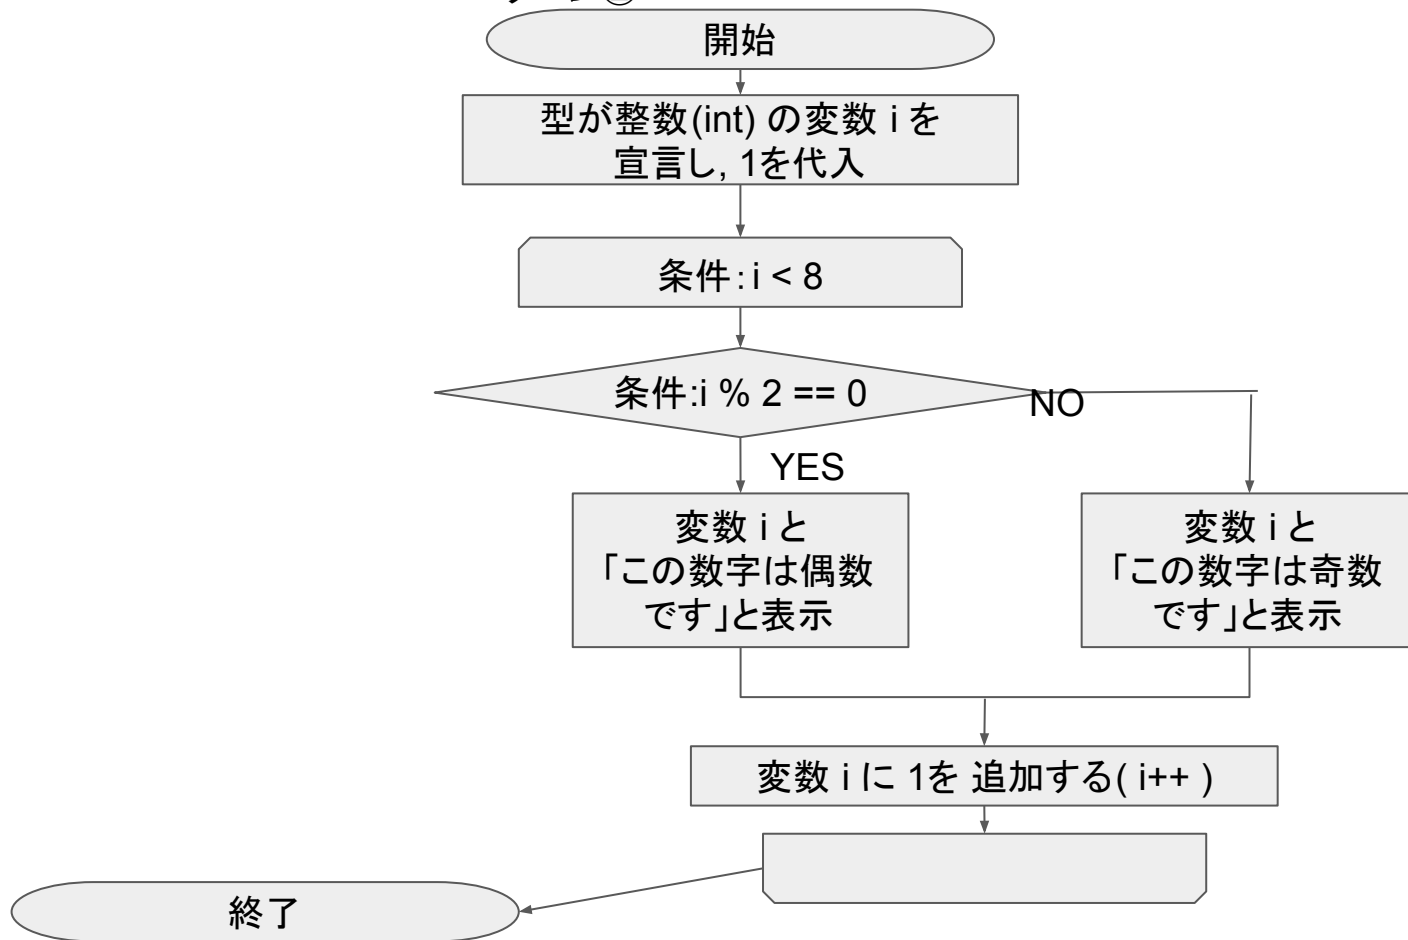 開始
型が整数(int) の変数 i を
宣言し, 1を代入
条件：i < 8
条件:i % 2 == 0
NO
YES
変数 i と
「この数字は偶数
です」と表示
変数 i と
「この数字は奇数
です」と表示
変数 i に 1を 追加する( i++ )
終了